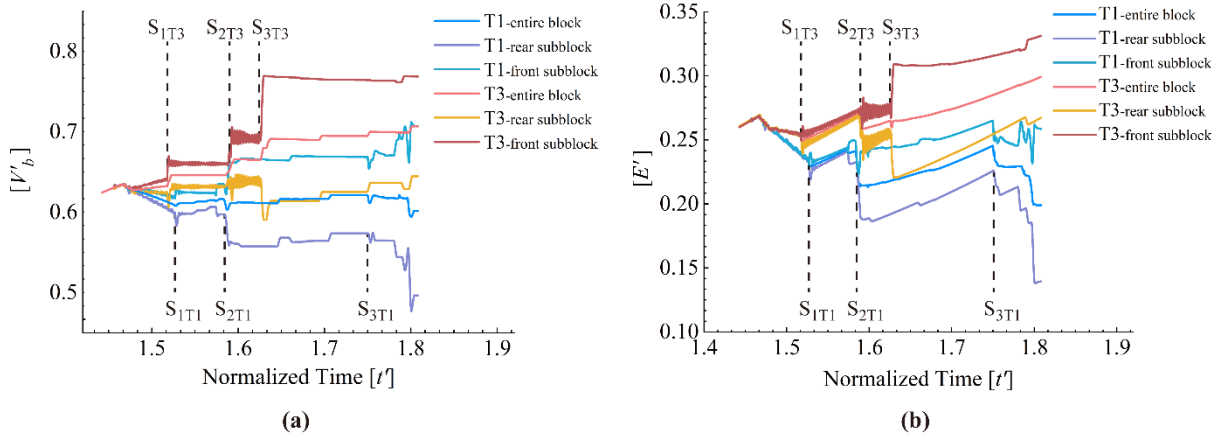 S1T3 S2T3 S3T3
T1-entire block
T1-rear subblock
T1-front subblock
T3-entire block
T3-rear subblock
T3-front subblock
0.8
0.7
0.6
0.5
[V'b]
S1T1 S2T1 S3T1
1.5 1.6 1.7 1.8 1.9
Normalized Time [t']
(a)
S1T3 S2T3 S3T3
T1-entire block
T1-rear subblock
T1-front subblock
T3-entire block
T3-rear subblock
T3-front subblock
0.35
0.30
0.25
0.20
0.15
0.10
[E']
S1T1 S2T1 S3T1
1.4 1.5 1.6 1.7 1.8 1.9
Normalized Time [t']
(b)